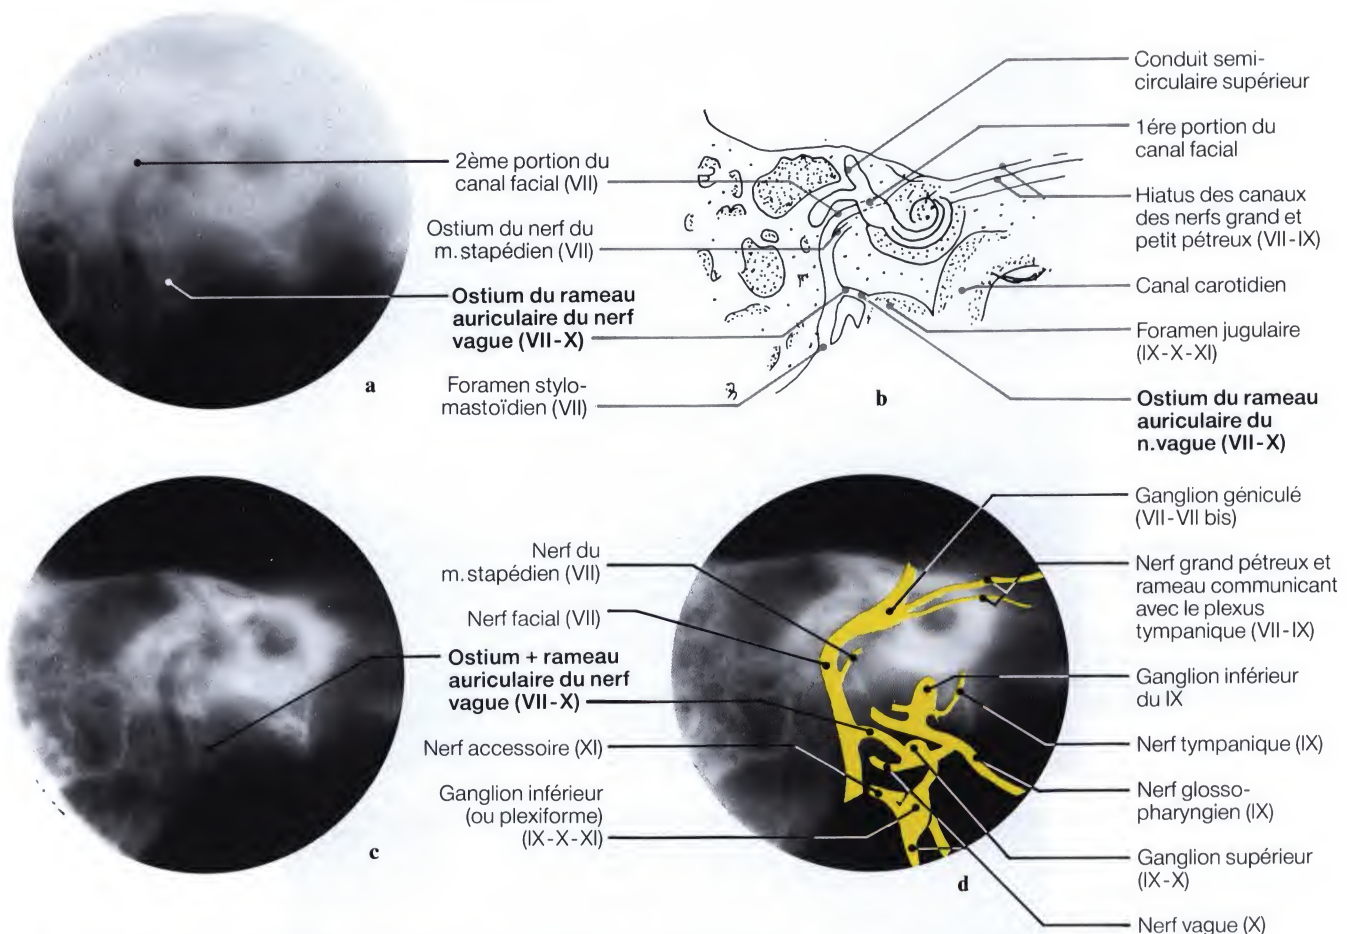 2ème portion du
canal facial (VII)
Ostium du nerf du
m. stapédien (VII)
Ostium du rameau
auriculaire du nerf
vague (VII-X)
Foramen stylo-
mastoïdien (VII)
a
Conduit semi-
circulaire supérieur
1ére portion du
canal facial
Hiatus des canaux
des nerfs grand et
petit pétreux (VII-IX)
Canal carotidien
Foramen jugulaire
(IX-X-XI)
Ostium du rameau
auriculaire du
n. vague (VII-X)
b
Nerf du
m. stapédien (VII)
Nerf facial (VII)
Ostium + rameau
auriculaire du nerf
vague (VII-X)
Nerf accessoire (XI)
Ganglion inférieur
(ou plexiforme)
(IX-X-XI)
c
Ganglion géniculé
(VII-VII bis)
Nerf grand pétreux et
rameau communicant
avec le plexus
tympanique (VII-IX)
Ganglion inférieur
du IX
Nerf tympanique (IX)
Nerf glosso-
pharyngien (IX)
Ganglion supérieur
(IX-X)
Nerf vague (X)
d